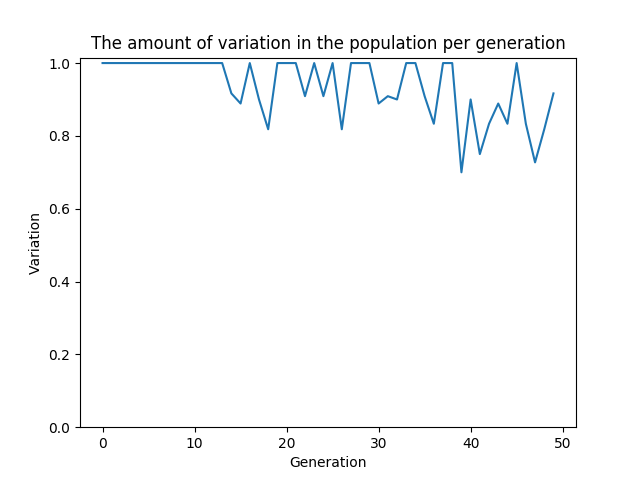 The amount of variation in the population per generation
1.0
0.8
0.6
0.4
0.2
0.0
Variation
0 10 20 30 40 50
Generation